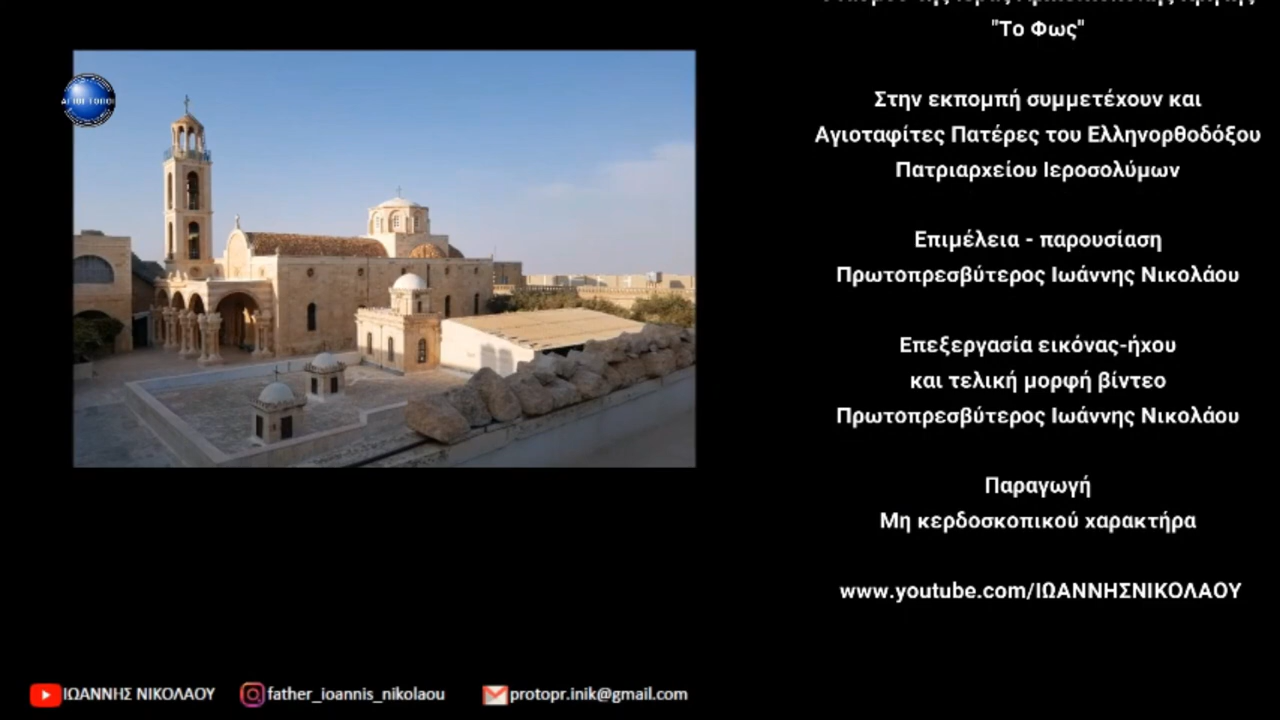 "Το Φως"
Στην εκπομπή συμμετέχουν και
Αγιοταφίτες Πατέρες του Ελληνορθοδόξου
Πατριαρχείου Ιεροσολύμων
Επιμέλεια - παρουσίαση
Πρωτοπρεσβύτερος Ιωάννης Νικολάου
Επεξεργασία εικόνας-ήχου
και τελική μορφή βίντεο
Πρωτοπρεσβύτερος Ιωάννης Νικολάου
Παραγωγή
Μη κερδοσκοπικού χαρακτήρα
www.youtube.com/ΙΩΑΝΝΗΣΝΙΚΟΛΑΟΥ
ΑΓΙΟΙ ΤΟΠΟΙ
ΙΩΑΝΝΗΣ ΝΙΚΟΛΑΟΥ
father_ioannis_nikolaou
protopr.inik@gmail.com